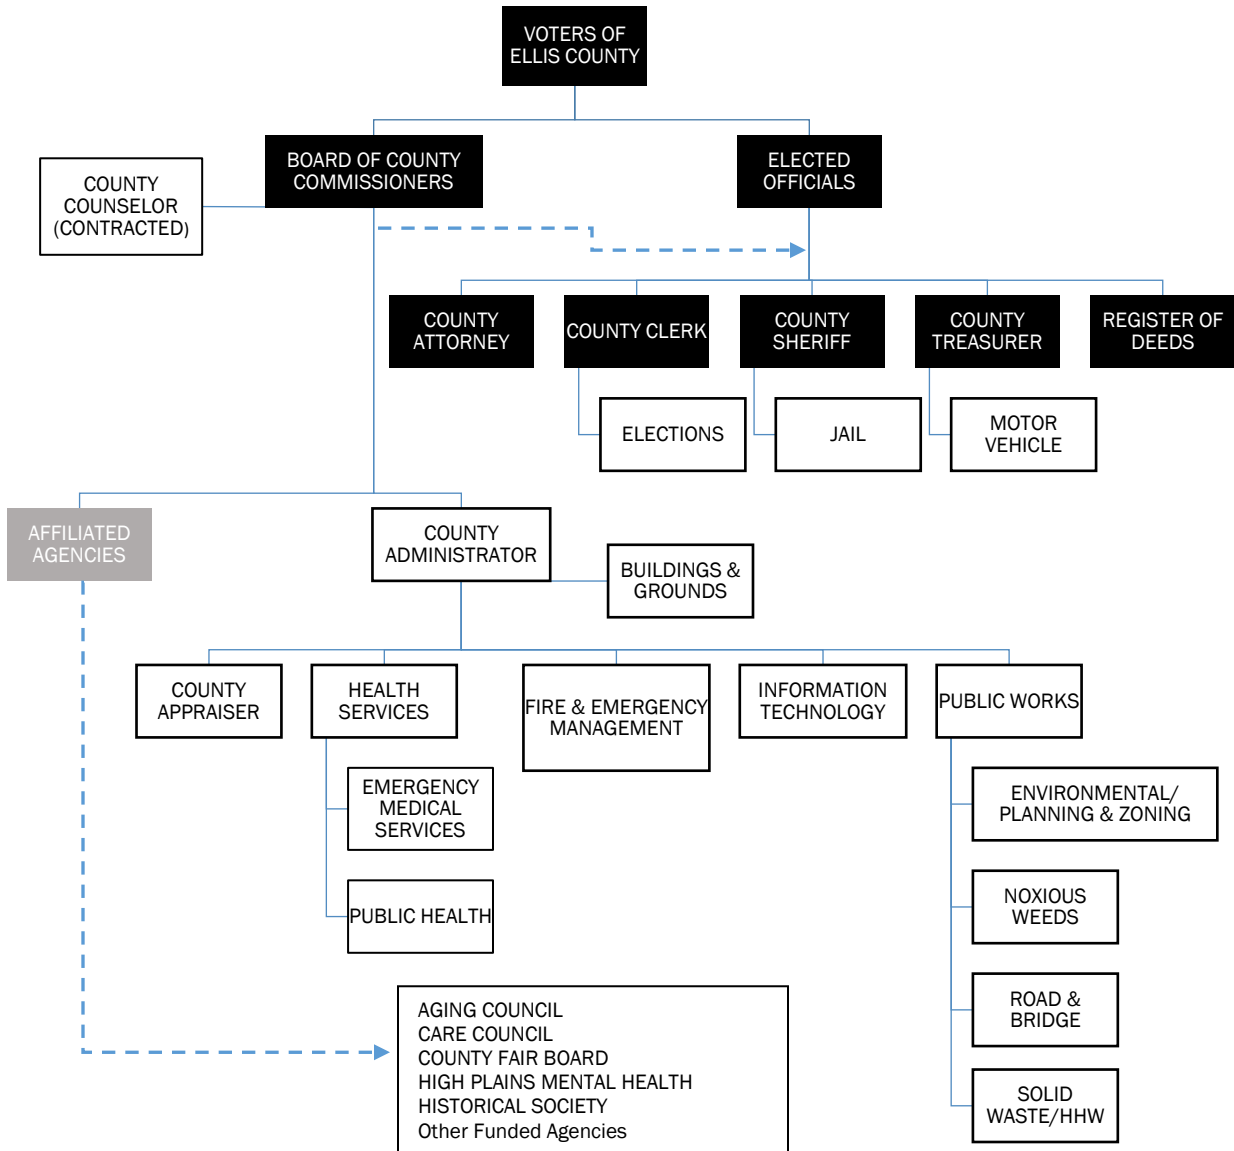 VOTERS OF
ELLIS COUNTY
BOARD OF COUNTY
COMMISSIONERS
ELECTED
OFFICIALS
COUNTY
COUNSELOR
(CONTRACTED)
COUNTY
ATTORNEY
COUNTY CLERK
COUNTY
SHERIFF
COUNTY
TREASURER
REGISTER OF
DEEDS
ELECTIONS
JAIL
MOTOR
VEHICLE
AFFILIATED
AGENCIES
COUNTY
ADMINISTRATOR
BUILDINGS &
GROUNDS
COUNTY
APPRAISER
HEALTH
SERVICES
FIRE & EMERGENCY
MANAGEMENT
INFORMATION
TECHNOLOGY
PUBLIC WORKS
EMERGENCY
MEDICAL
SERVICES
PUBLIC HEALTH
ENVIRONMENTAL/
PLANNING & ZONING
NOXIOUS
WEEDS
ROAD &
BRIDGE
SOLID
WASTE/HHW
AGING COUNCIL
CARE COUNCIL
COUNTY FAIR BOARD
HIGH PLAINS MENTAL HEALTH
HISTORICAL SOCIETY
Other Funded Agencies